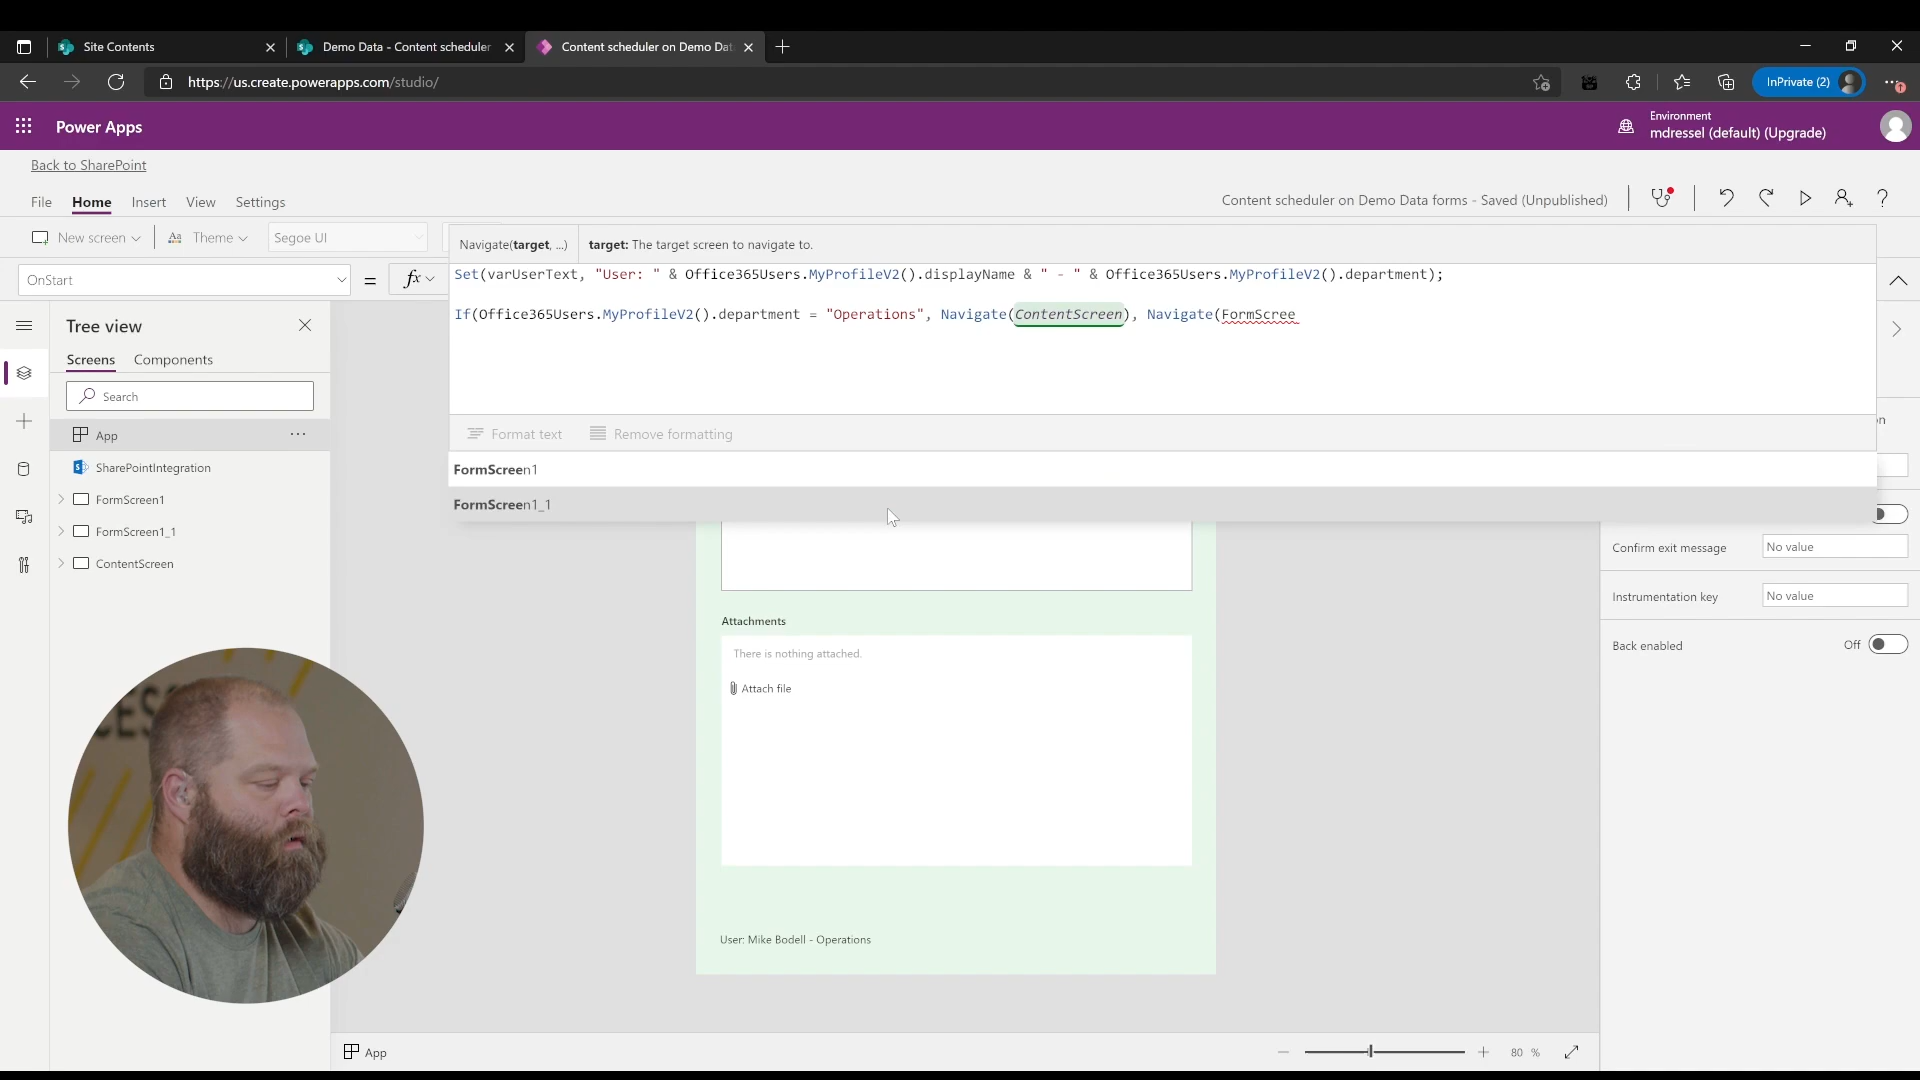 Site Contents
Demo Data - Content scheduler
Content scheduler on Demo Dat
https://us.create.powerapps.com/studio/
InPrivate (2)
Power Apps
Environment
mdressel (default) (Upgrade)
Back to SharePoint
File Home Insert View Settings
Content scheduler on Demo Data forms - Saved (Unpublished)
New screen Theme Segoe UI
Navigate(target, ...) target: The target screen to navigate to.
OnStart = fx
Set(varUserText, "User: " & Office365Users.MyProfileV2().displayName & " - " & Office365Users.MyProfileV2().department);
If(Office365Users.MyProfileV2().department = "Operations", Navigate(ContentScreen), Navigate(FormScree
Tree view
Screens Components
Search
Format text Remove formatting
App ...
SharePointIntegration
FormScreen1
FormScreen1_1
ContentScreen
FormScreen1
FormScreen1_1
Confirm exit message No value
Instrumentation key No value
Back enabled Off
Attachments
There is nothing attached.
Attach file
User: Mike Bodell - Operations
App
80 %